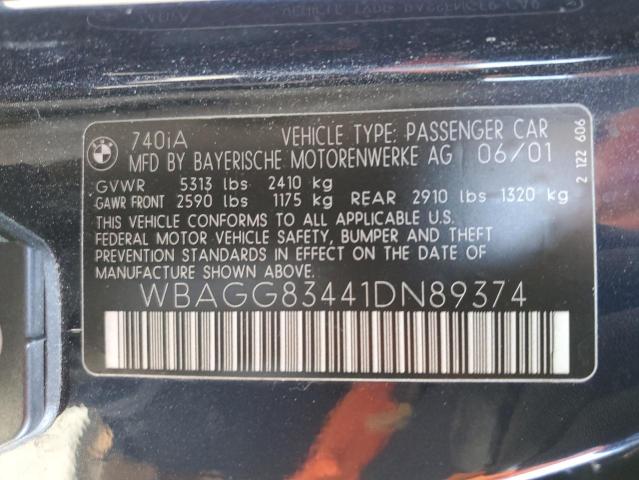 740iA VEHICLE TYPE: PASSENGER CAR
MFD BY BAYERISCHE MOTORENWERKE AG 06/01
GVWR 5313 lbs 2410 kg
GAWR FRONT 2590 lbs 1175 kg REAR 2910 lbs 1320 kg
THIS VEHICLE CONFORMS TO ALL APPLICABLE U.S.
FEDERAL MOTOR VEHICLE SAFETY, BUMPER AND THEFT
PREVENTION STANDARDS IN EFFECT ON THE DATE OF
MANUFACTURE SHOWN ABOVE.
WBAGG83441DN89374
2 122 606